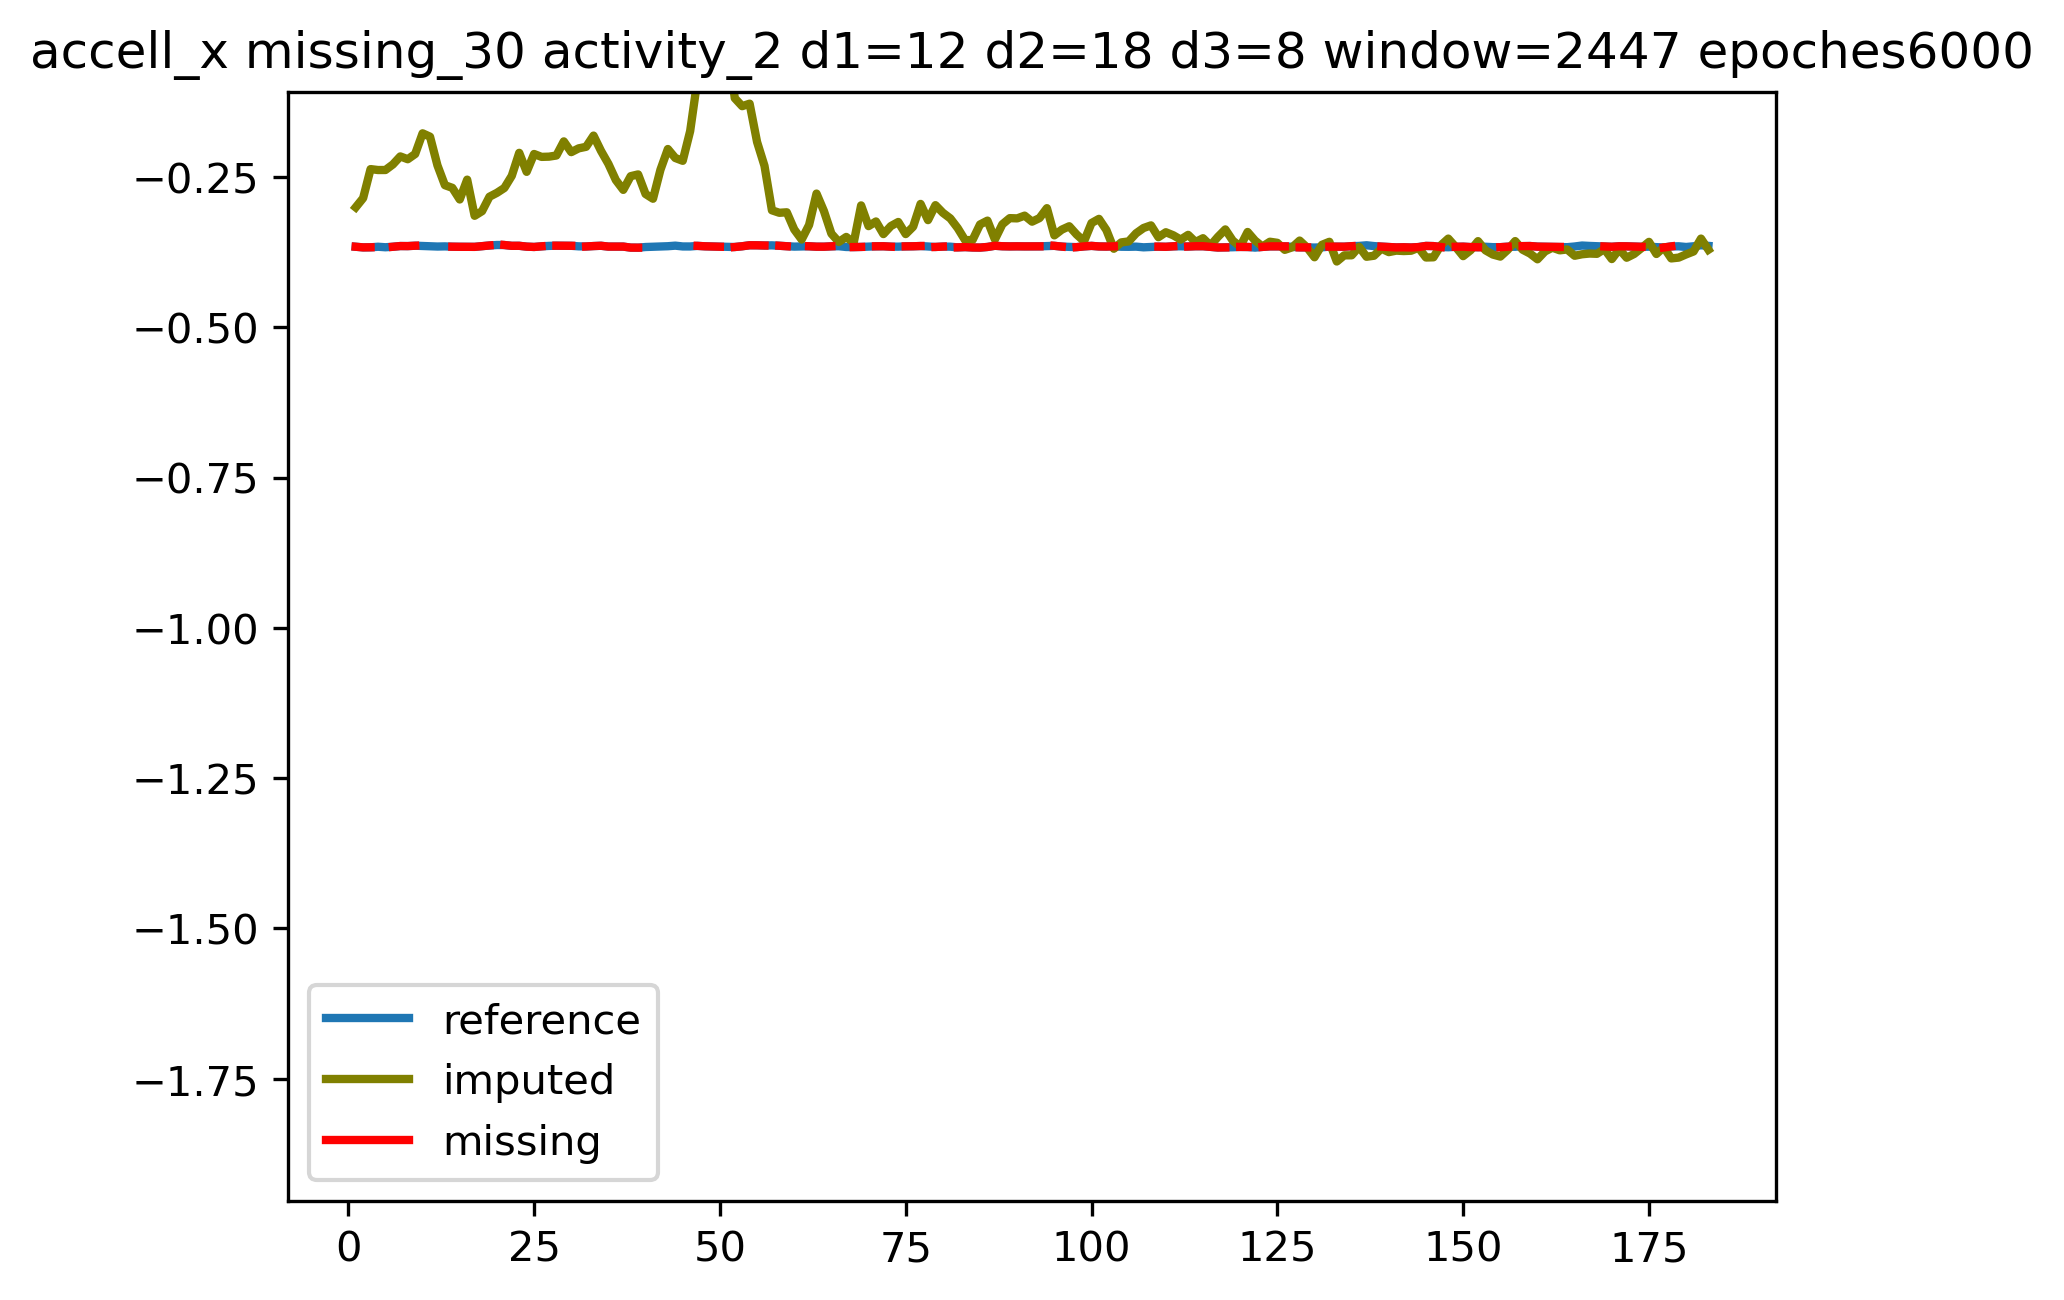 accell_x missing_30 activity_2 d1=12 d2=18 d3=8 window=2447 epoches6000
−0.25
−0.50
−0.75
−1.00
−1.25
−1.50
−1.75
reference
imputed
missing
0 25 50 75 100 125 150 175